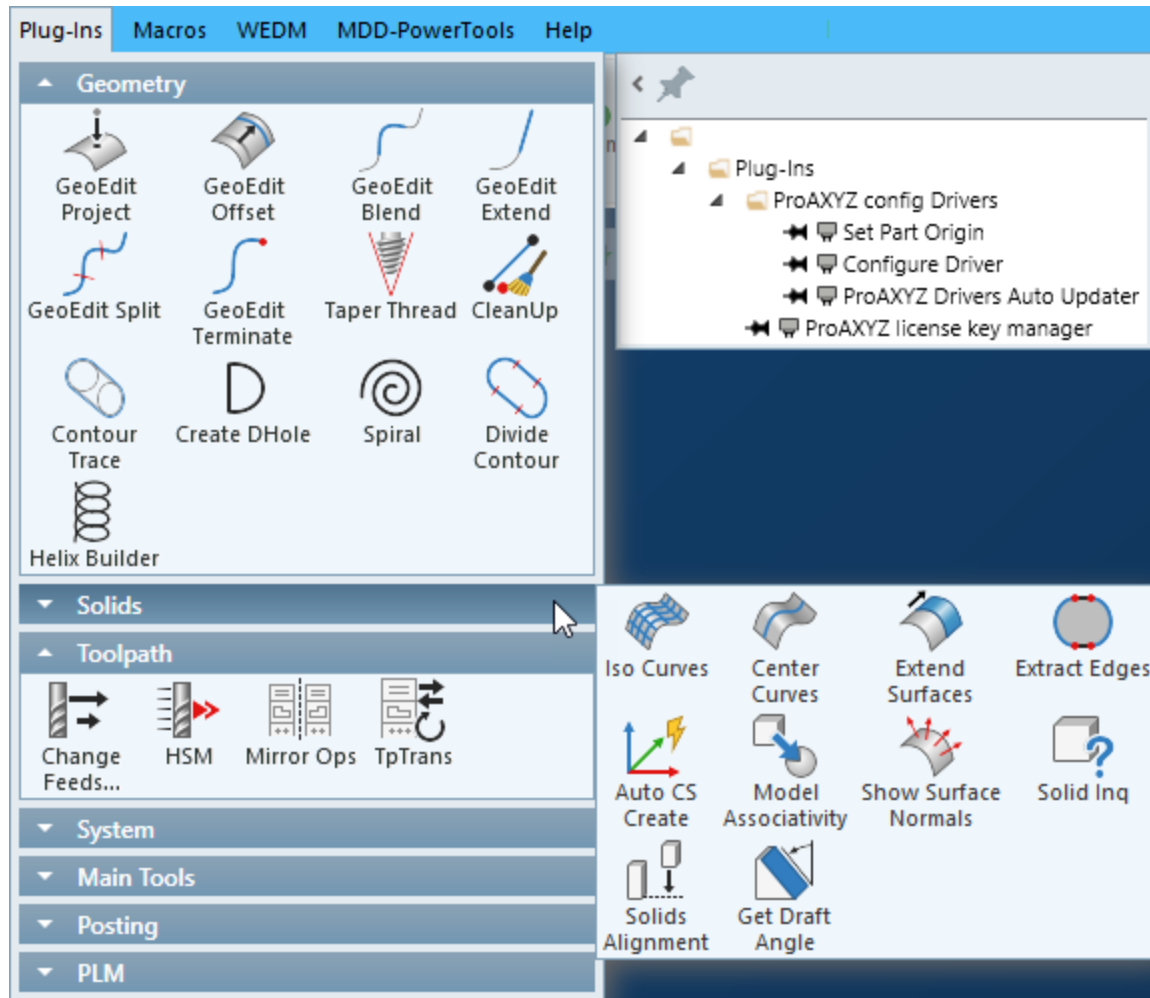 Plug-Ins Macros WEDM MDD-PowerTools Help
Geometry
GeoEdit Project
GeoEdit Offset
GeoEdit Blend
GeoEdit Extend
GeoEdit Split
GeoEdit Terminate
Taper Thread
CleanUp
Contour Trace
Create DHole
Spiral
Divide Contour
Helix Builder
Solids
Toolpath
Change Feeds...
HSM
Mirror Ops
TpTrans
System
Main Tools
Posting
PLM
Plug-Ins
ProAXYZ config Drivers
Set Part Origin
Configure Driver
ProAXYZ Drivers Auto Updater
ProAXYZ license key manager
Iso Curves
Center Curves
Extend Surfaces
Extract Edges
Auto CS Create
Model Associativity
Show Surface Normals
Solid Inq
Solids Alignment
Get Draft Angle